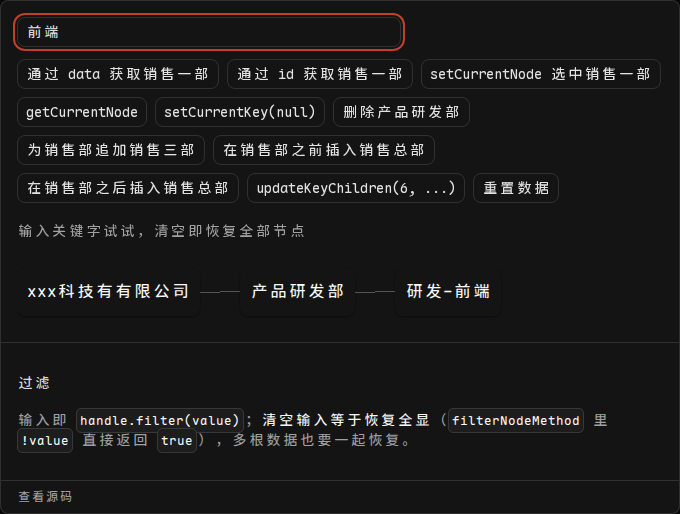 前端
通过 data 获取销售一部 通过 id 获取销售一部 setCurrentNode 选中销售一部
getCurrentNode setCurrentKey(null) 删除产品研发部
为销售部追加销售三部 在销售部之前插入销售总部
在销售部之后插入销售总部 updateKeyChildren(6, ...) 重置数据
输入关键字试试，清空即恢复全部节点
xxx科技有有限公司 产品研发部 研发-前端
过滤
输入即 handle.filter(value)；清空输入等于恢复全显（filterNodeMethod 里
!value 直接返回 true），多根数据也要一起恢复。
查看源码